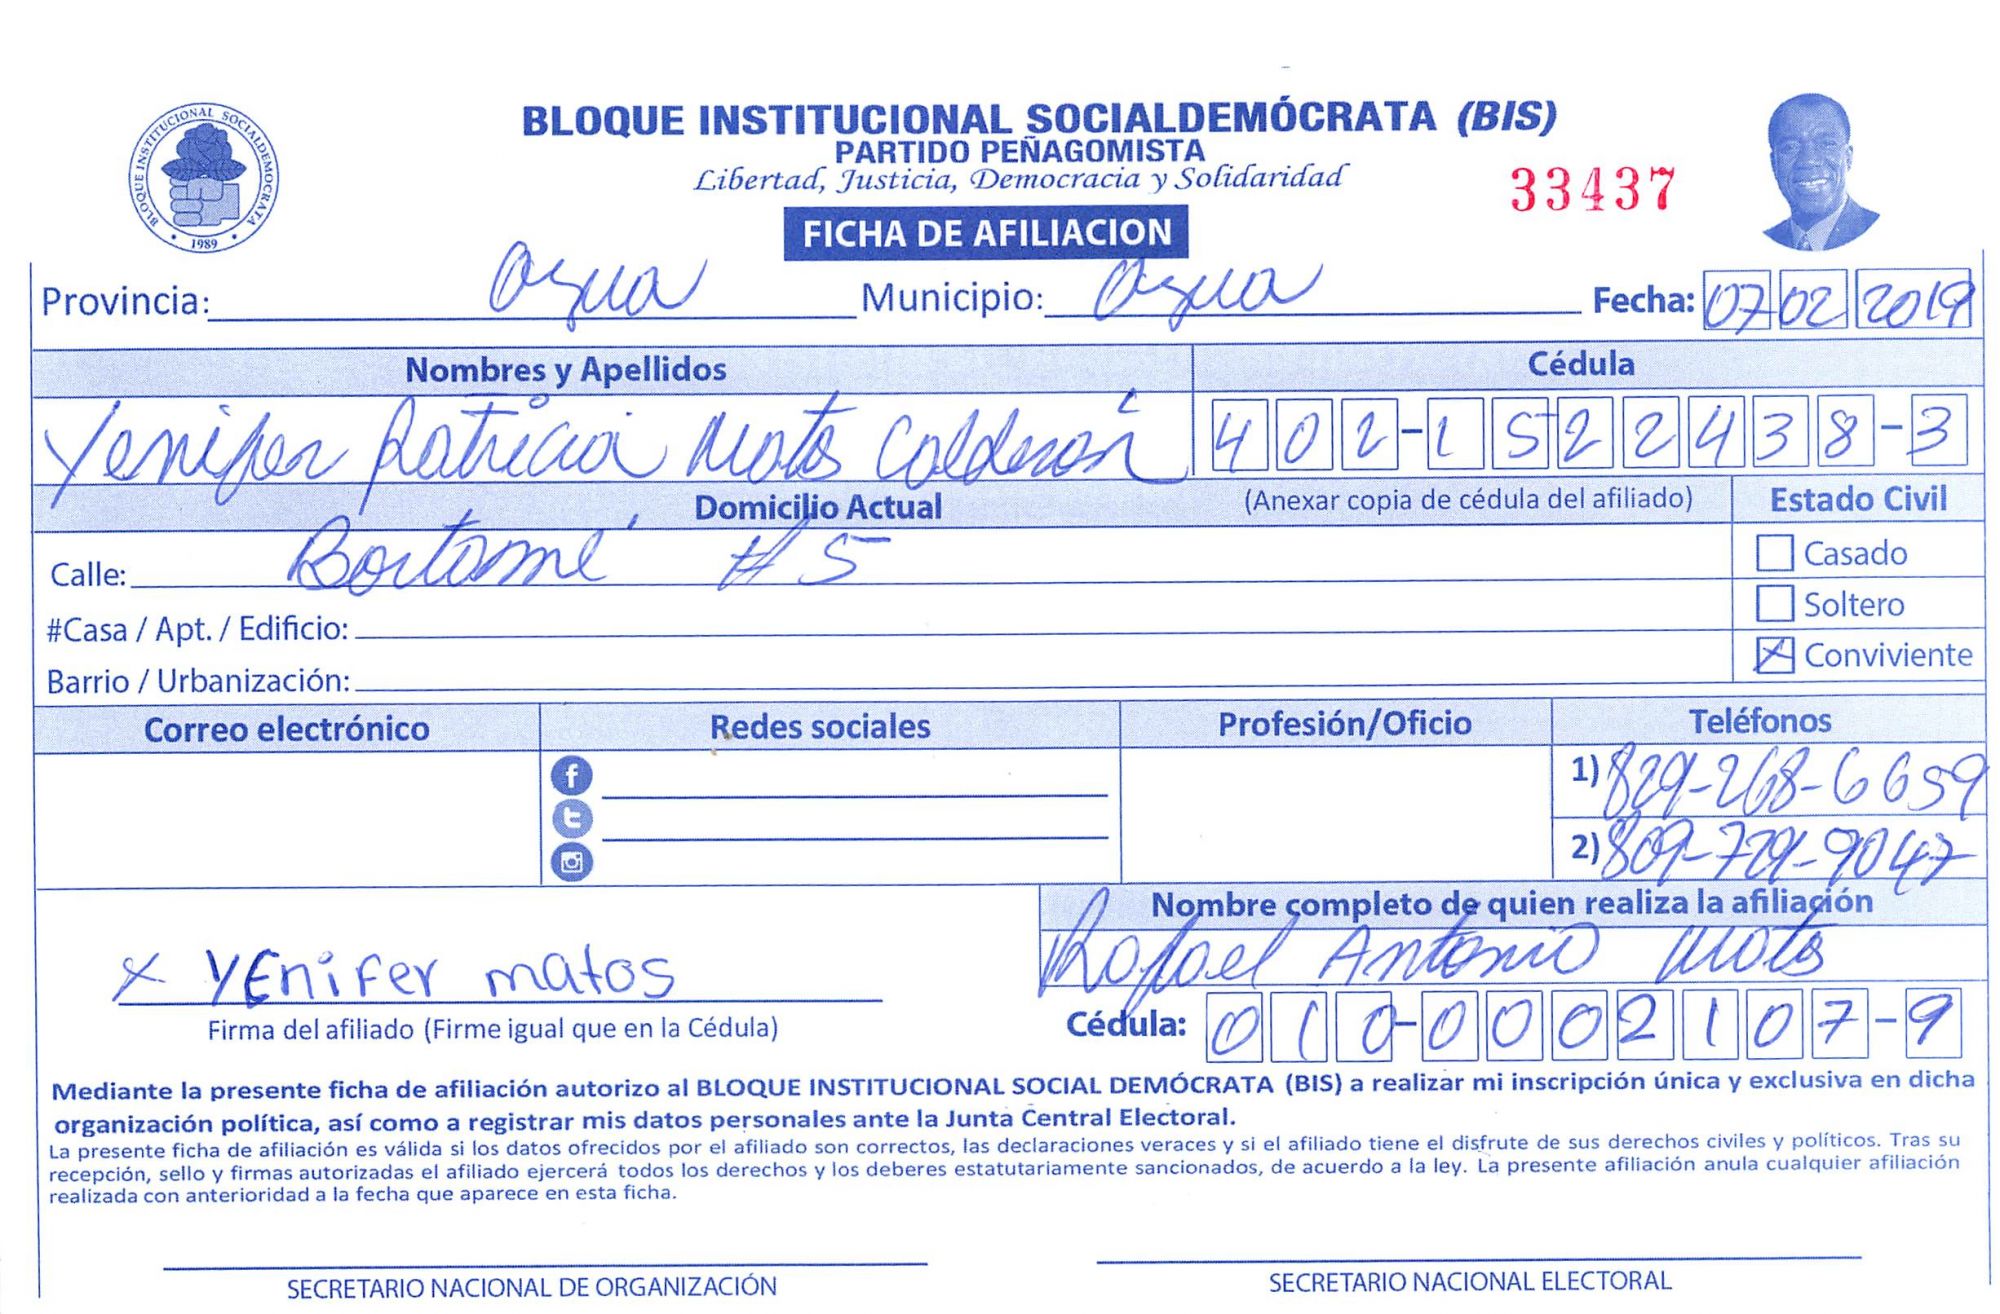 BLOQUE INSTITUCIONAL SOCIALDEMOCRATA
1989
BLOQUE INSTITUCIONAL SOCIALDEMÓCRATA (BIS)
PARTIDO PEÑAGOMISTA
Libertad, Justicia, Democracia y Solidaridad
33437
FICHA DE AFILIACION
Provincia: Azua Municipio: Azua Fecha: 07 02 2019
Nombres y Apellidos Cédula
Yenifer Patricia Matos Calderón 402-1522438-3
Domicilio Actual (Anexar copia de cédula del afiliado) Estado Civil
Calle: #5 Casado
#Casa / Apt. / Edificio: Soltero
Barrio / Urbanización: X Conviviente
Correo electrónico Redes sociales Profesión/Oficio Teléfonos
1) 829-268-6659
2) 809-729-9047
Nombre completo de quien realiza la afiliación
Rafael Antonio Matos
x YEniFer matos
Firma del afiliado (Firme igual que en la Cédula) Cédula: 010-0002107-9
Mediante la presente ficha de afiliación autorizo al BLOQUE INSTITUCIONAL SOCIAL DEMÓCRATA (BIS) a realizar mi inscripción única y exclusiva en dicha
organización política, así como a registrar mis datos personales ante la Junta Central Electoral.
La presente ficha de afiliación es válida si los datos ofrecidos por el afiliado son correctos, las declaraciones veraces y si el afiliado tiene el disfrute de sus derechos civiles y políticos. Tras su
recepción, sello y firmas autorizadas el afiliado ejercerá todos los derechos y los deberes estatutariamente sancionados, de acuerdo a la ley. La presente afiliación anula cualquier afiliación
realizada con anterioridad a la fecha que aparece en esta ficha.
SECRETARIO NACIONAL DE ORGANIZACIÓN SECRETARIO NACIONAL ELECTORAL